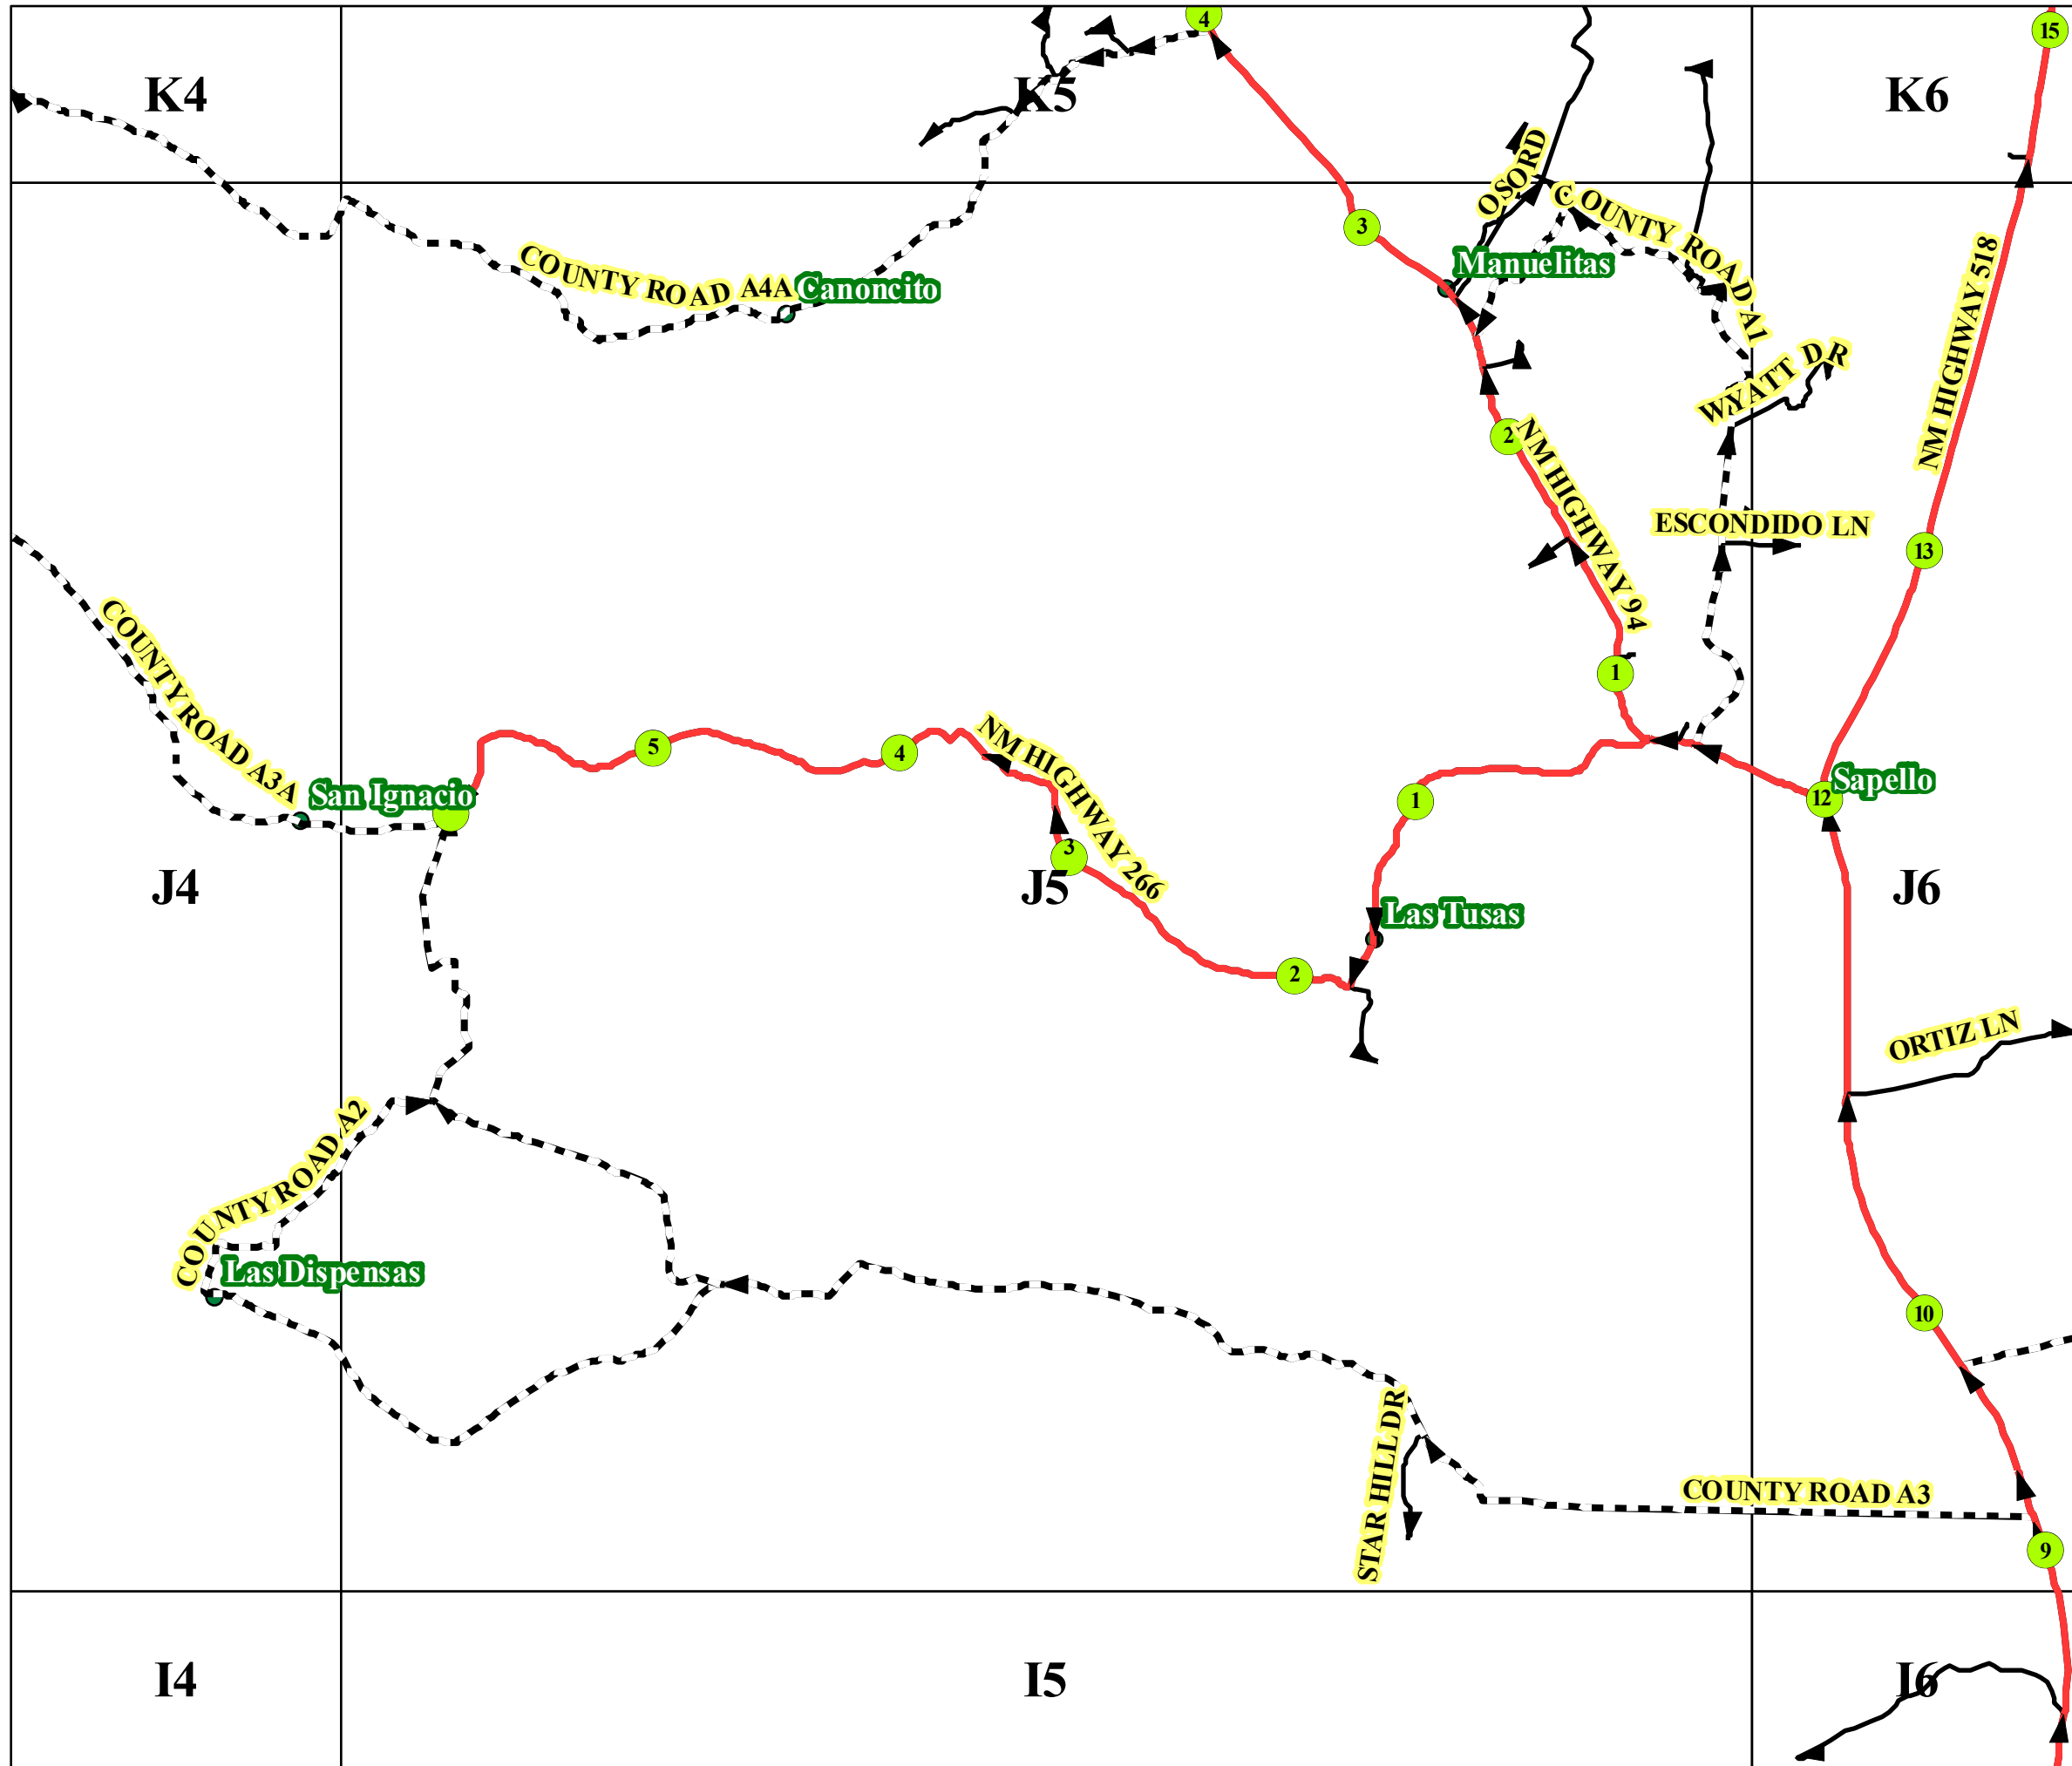 4
15
K4
K5
K6
OSO RD
COUNTY ROAD A1
3
Manuelitas
COUNTY ROAD A4A
Canoncito
NM HIGHWAY 518
WYATT DR
2
NM HIGHWAY 94
ESCONDIDO LN
13
COUNTY ROAD A3A
1
5
4
NM HIGHWAY 266
San Ignacio
1
12
Sapello
3
J4
J5
J6
Las Tusas
2
ORTIZ LN
COUNTY ROAD A2
Las Dispensas
10
STAR HILL DR
COUNTY ROAD A3
9
I4
I5
I6